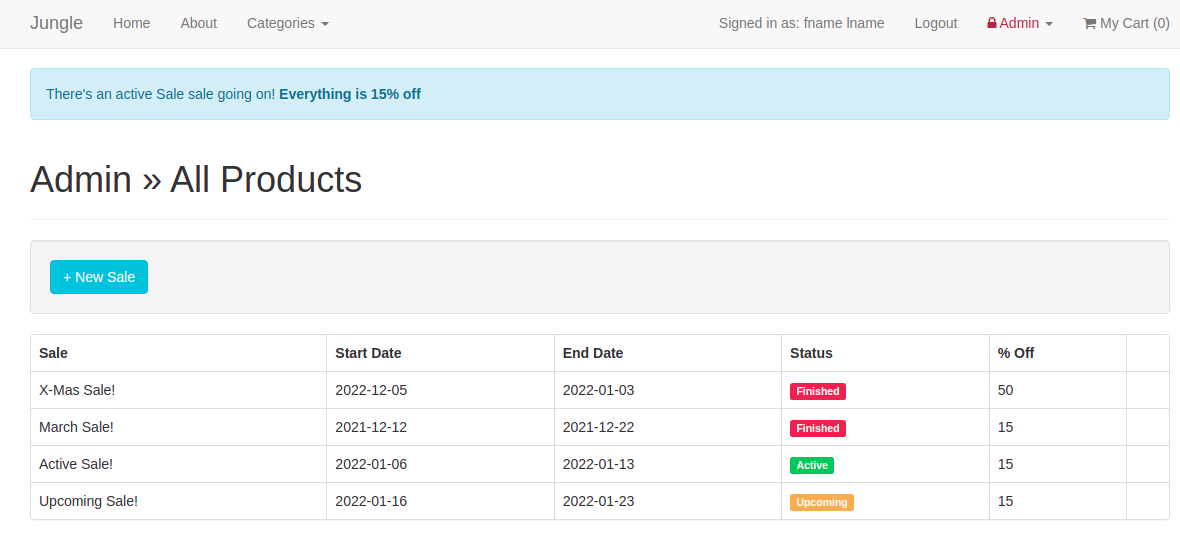 Jungle Home About Categories Signed in as: fname lname Logout Admin My Cart (0)
There's an active Sale sale going on! Everything is 15% off
Admin » All Products
+ New Sale
Sale Start Date End Date Status % Off
X-Mas Sale! 2022-12-05 2022-01-03 Finished 50
March Sale! 2021-12-12 2021-12-22 Finished 15
Active Sale! 2022-01-06 2022-01-13 Active 15
Upcoming Sale! 2022-01-16 2022-01-23 Upcoming 15